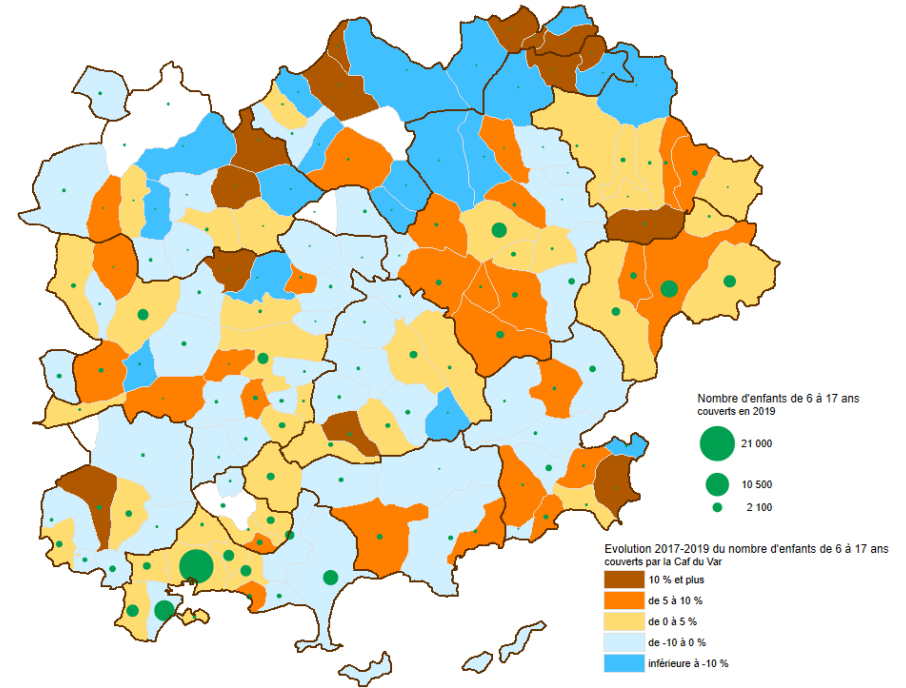 Nombre d'enfants de 6 à 17 ans
couverts en 2019
21 000
10 500
2 100
Evolution 2017-2019 du nombre d'enfants de 6 à 17 ans
couverts par la Caf du Var
10 % et plus
de 5 à 10 %
de 0 à 5 %
de -10 à 0 %
inférieure à -10 %